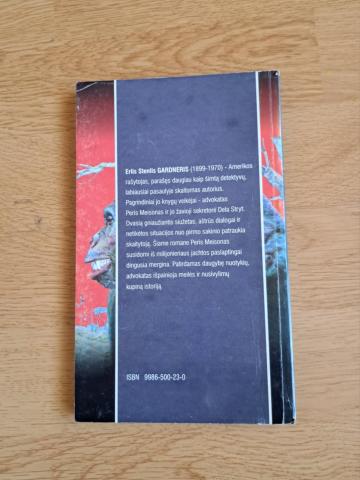 Erlis Stenlis GARDNERIS (1899-1970) - Amerikos
rašytojas, parašęs daugiau kaip šimtą detektyvų,
labiausiai pasaulyje skaitomas autorius.
Pagrindiniai jo knygų veikėjai - advokatas
Peris Meisonas ir jo žavioji sekretorė Dela Stryt.
Dvasią gniaužiantis siužetas, aštrūs dialogai ir
netikėtos situacijos nuo pirmo sakinio patraukia
skaitytoją. Šiame romane Peris Meisonas
susidomi iš milijonieriaus jachtos paslaptingai
dingusia mergina. Patirdamas daugybę nuotykių,
advokatas išpainioja meilės ir nusivylimų
kupiną istoriją.
ISBN 9986-500-23-0